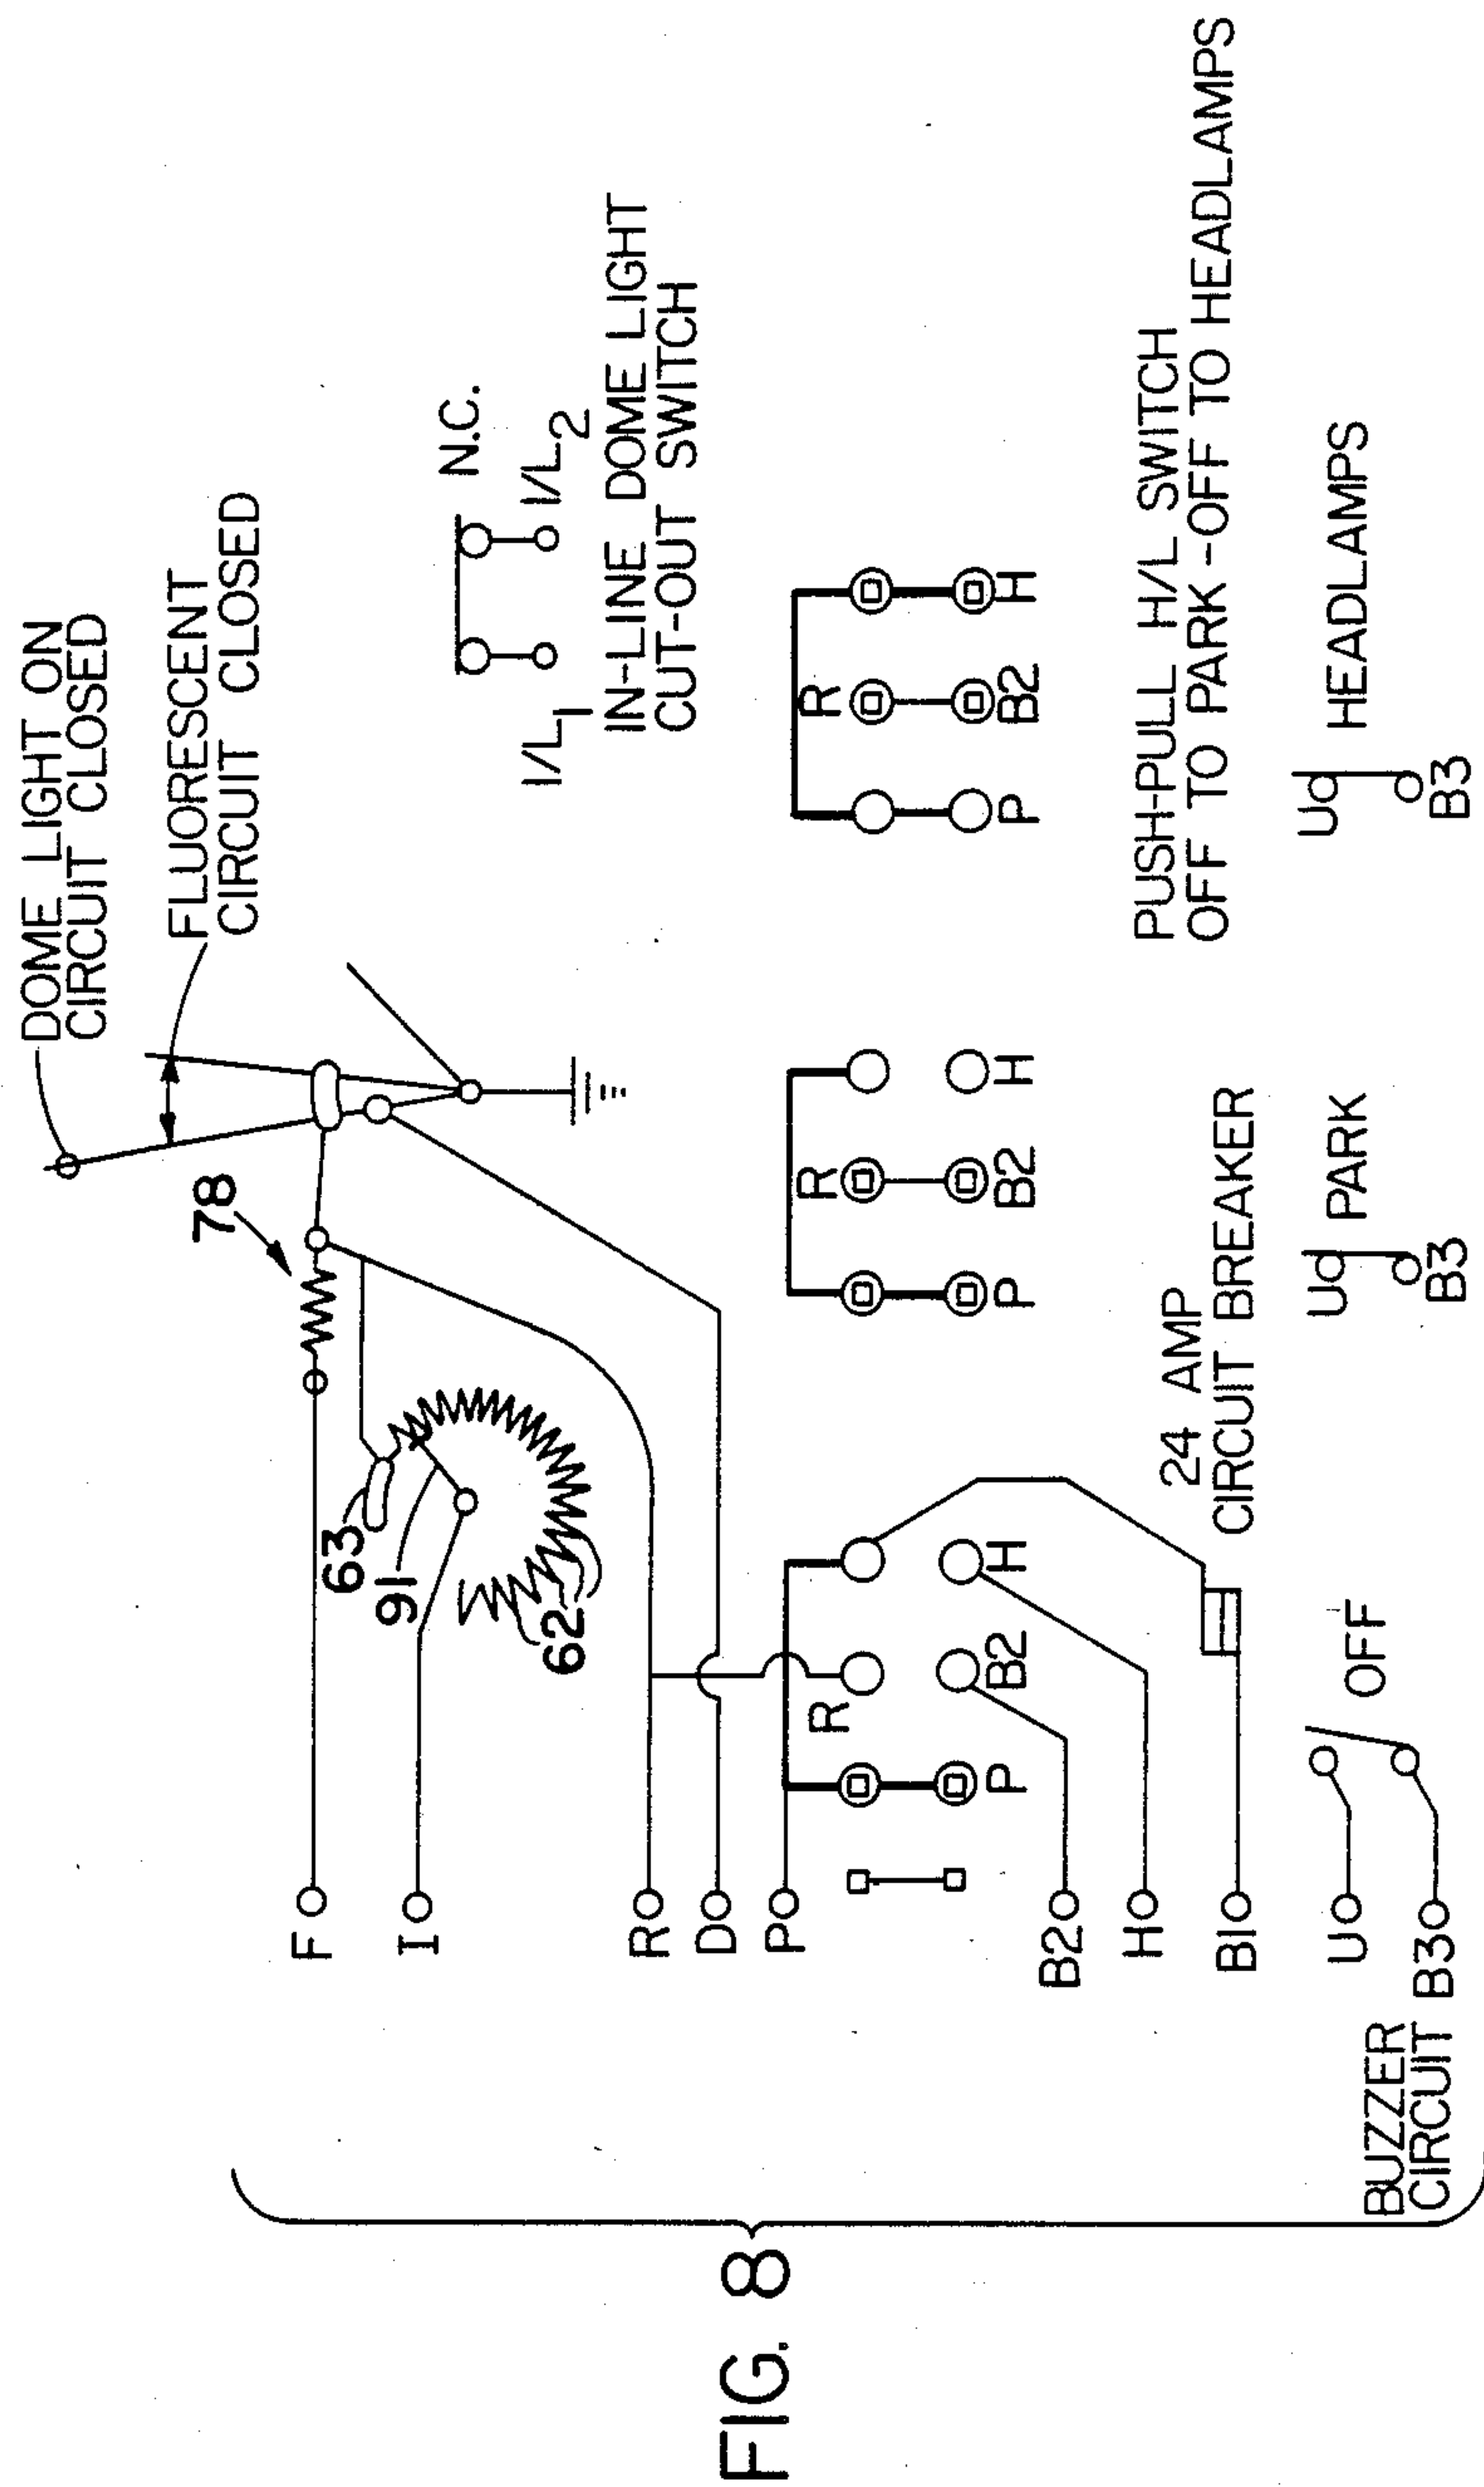 FIG. 8
DOME LIGHT ON
CIRCUIT CLOSED
FLUORESCENT
CIRCUIT CLOSED
78
F
63
91
I
62
N.C.
I/L1
I/L2
IN-LINE DOME LIGHT
CUT-OUT SWITCH
R
D
P
R
R
R
P
B2
H
P
B2
H
P
B2
H
B2
H
B1
24 AMP
CIRCUIT BREAKER
PUSH-PULL H/L SWITCH
OFF TO PARK-OFF TO HEADLAMPS
U
OFF
U
PARK
U
HEADLAMPS
B3
B3
B3
BUZZER
CIRCUIT